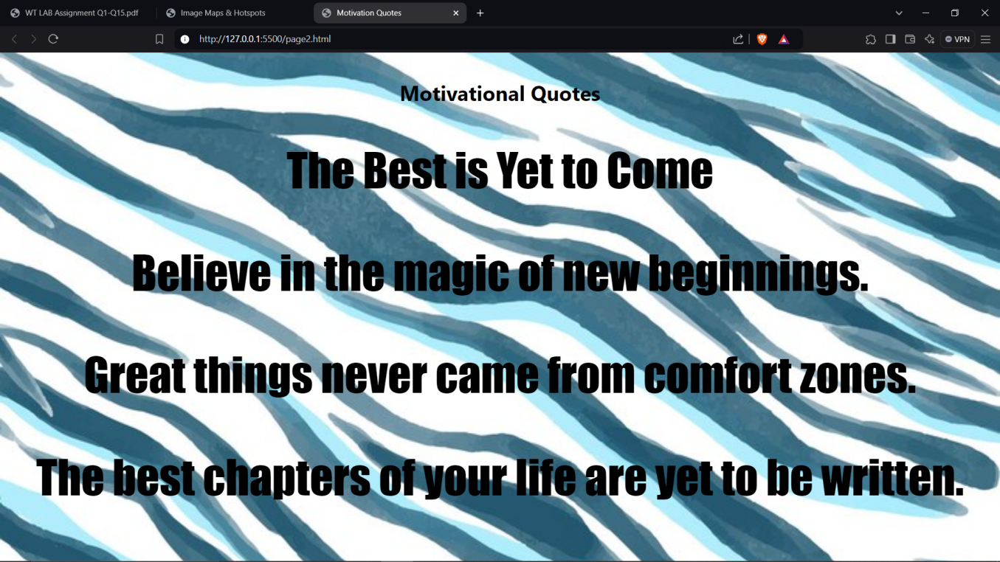 WT LAB Assignment Q1-Q15.pdf
Image Maps & Hotspots
Motivation Quotes
http://127.0.0.1:5500/page2.html
VPN
Motivational Quotes
The Best is Yet to Come
Believe in the magic of new beginnings.
Great things never came from comfort zones.
The best chapters of your life are yet to be written.